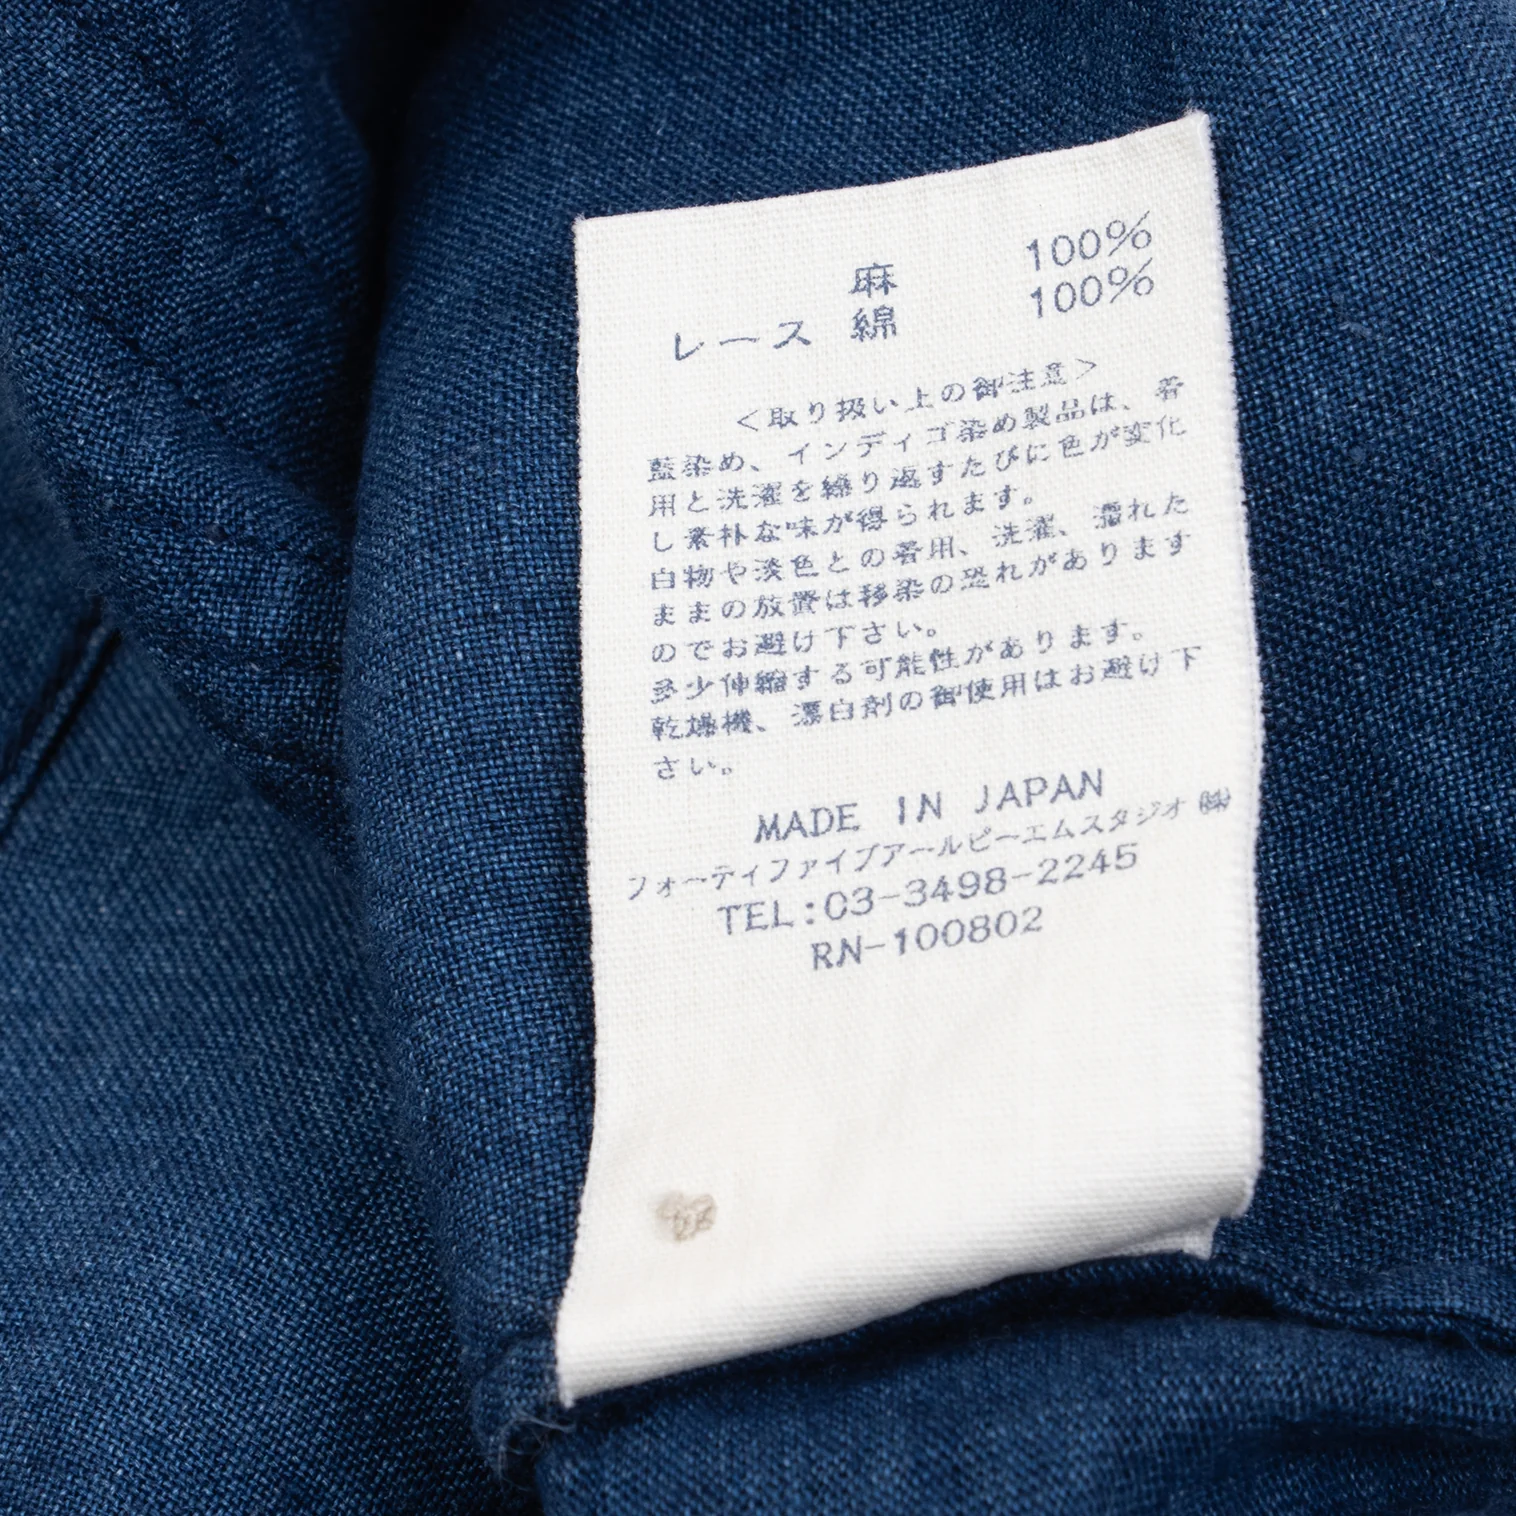 麻 100%
レース 綿 100%
＜取り扱い上の御注意＞
藍染め、インディゴ染め製品は、着
用と洗濯を繰り返すたびに色が変化
し素朴な味が得られます。
白物や淡色との着用、洗濯、濡れた
ままの放置は移染の恐れがあります
のでお避け下さい。
多少伸縮する可能性があります。
乾燥機、漂白剤の御使用はお避け下
さい。
MADE IN JAPAN
フォーティファイブアールピーエムスタジオ ㈱
TEL:03-3498-2245
RN-100802